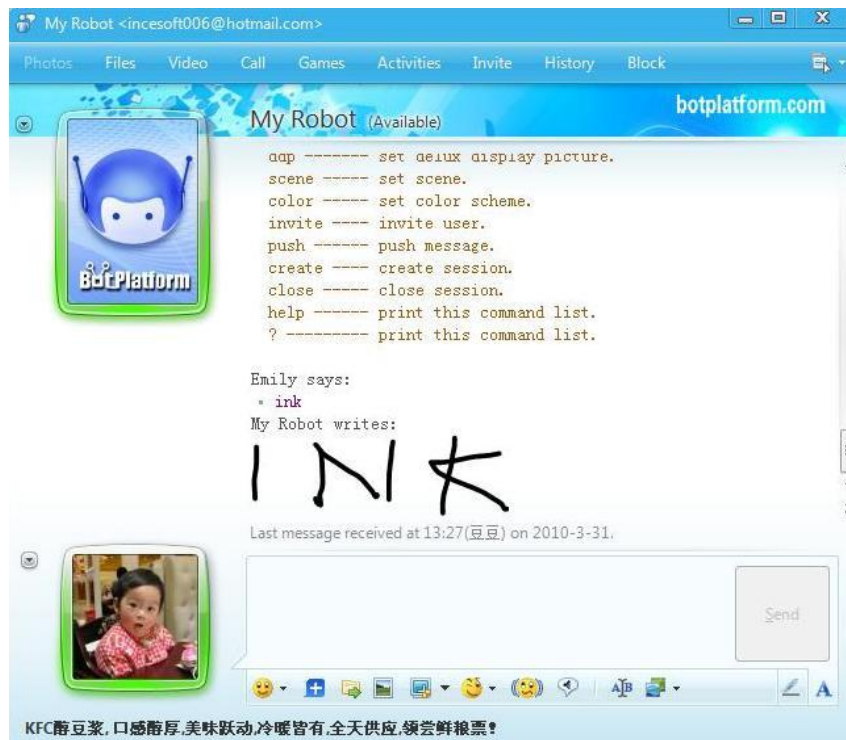 My Robot <incesoft006@hotmail.com>
Photos Files Video Call Games Activities Invite History Block
botplatform.com
My Robot (Available)
BotPlatform
ddp ------- set delux display picture.
scene ----- set scene.
color ----- set color scheme.
invite ---- invite user.
push ------ push message.
create ---- create session.
close ----- close session.
help ------ print this command list.
? --------- print this command list.
Emily says:
ink
My Robot writes:
INK
Last message received at 13:27(豆豆) on 2010-3-31.
Send
KFC醇豆浆,口感醇厚,美味跃动,冷暖皆有,全天供应,领尝鲜粮票!